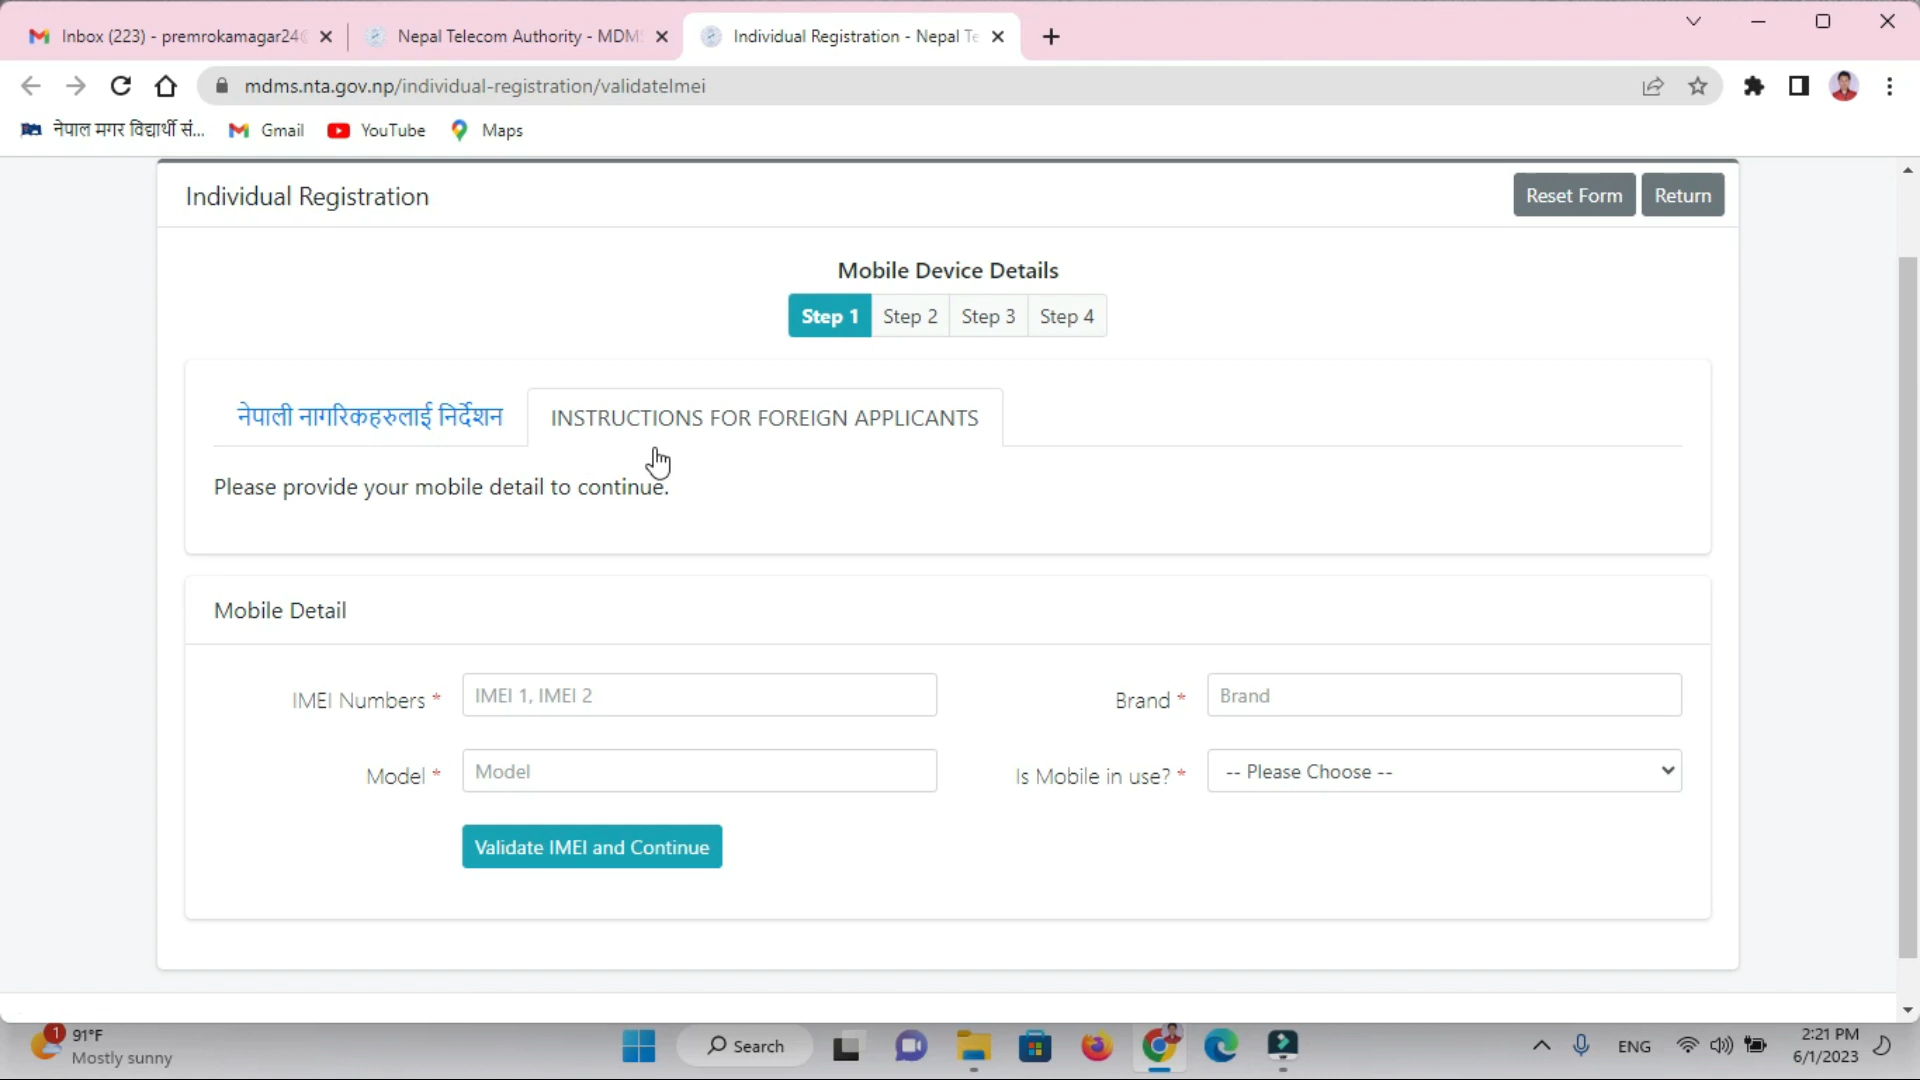 Inbox (223) - premrokamagar24
Nepal Telecom Authority - MDM
Individual Registration - Nepal Te
mdms.nta.gov.np/individual-registration/validateImei
नेपाल मगर विद्यार्थी सं...
Gmail
YouTube
Maps
Individual Registration
Reset Form
Return
Mobile Device Details
Step 1
Step 2
Step 3
Step 4
नेपाली नागरिकहरुलाई निर्देशन
INSTRUCTIONS FOR FOREIGN APPLICANTS
Please provide your mobile detail to continue.
Mobile Detail
IMEI Numbers *
IMEI 1, IMEI 2
Brand *
Brand
Model *
Model
Is Mobile in use? *
-- Please Choose --
Validate IMEI and Continue
1
91°F
Mostly sunny
Search
ENG
2:21 PM
6/1/2023